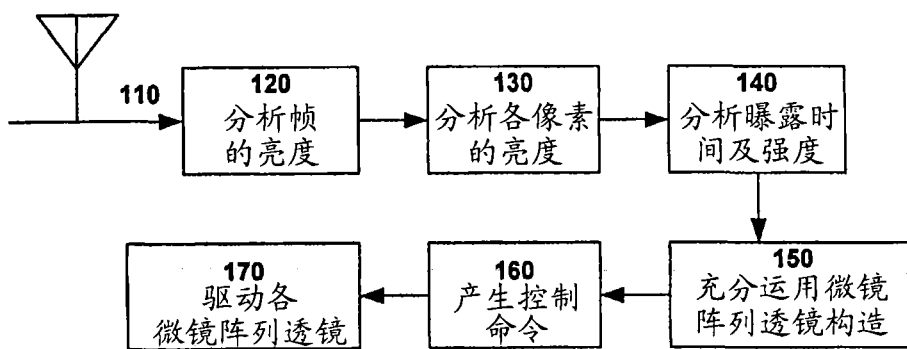 110
120
分析帧
的亮度
130
分析各像素
的亮度
140
分析曝露时
间及强度
150
充分运用微镜
阵列透镜构造
160
产生控制
命令
170
驱动各
微镜阵列透镜